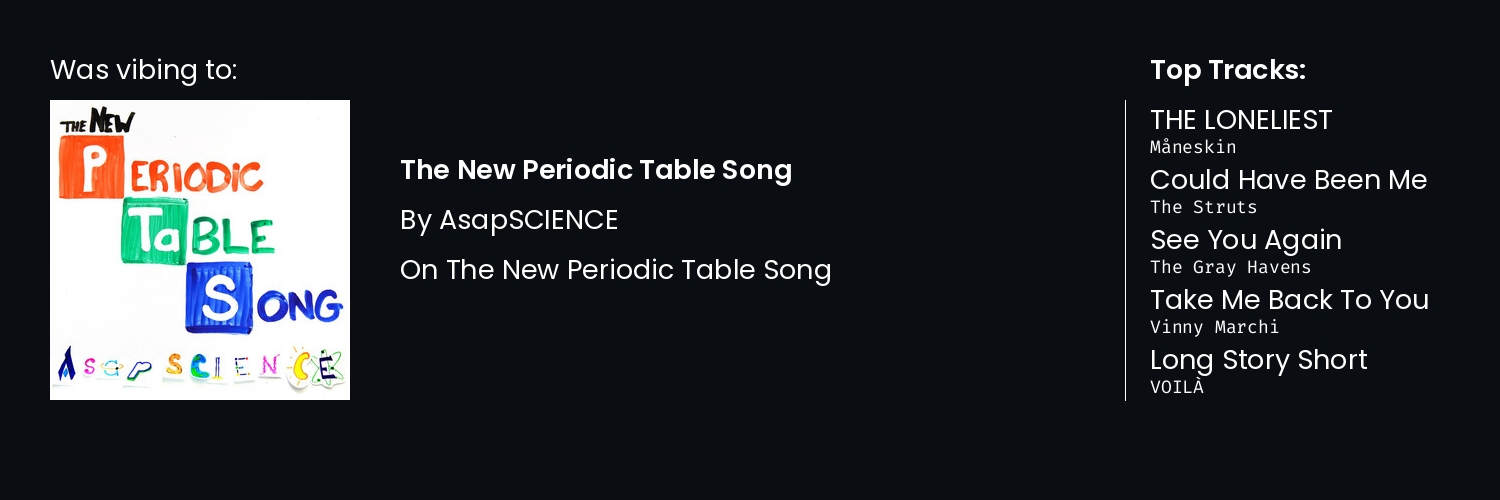 Was vibing to:
THE NEW
PERIODIC
TaBLE
SONG
AsapSCIENCE
The New Periodic Table Song
By AsapSCIENCE
On The New Periodic Table Song
Top Tracks:
THE LONELIEST
Måneskin
Could Have Been Me
The Struts
See You Again
The Gray Havens
Take Me Back To You
Vinny Marchi
Long Story Short
VOILÀ